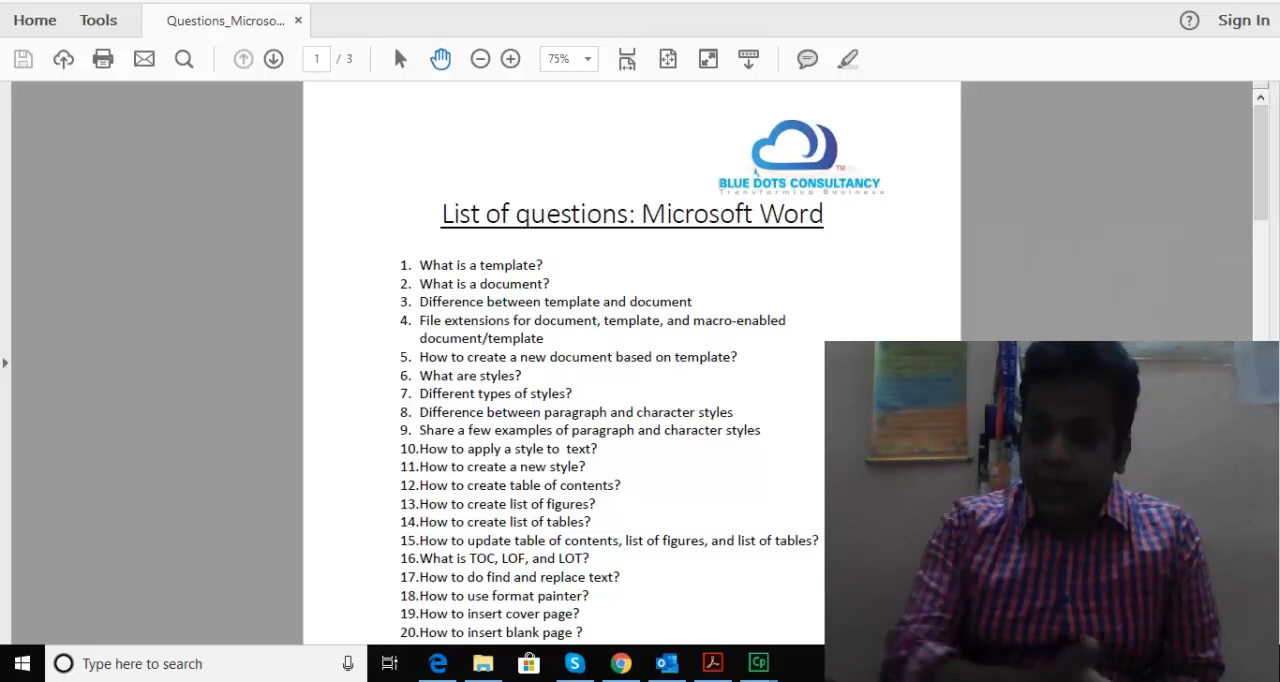 Home Tools Questions_Microso... × Sign In
1 / 3 75%
TM
BLUE DOTS CONSULTANCY
Transforming Business
List of questions: Microsoft Word
1. What is a template?
2. What is a document?
3. Difference between template and document
4. File extensions for document, template, and macro-enabled
document/template
5. How to create a new document based on template?
6. What are styles?
7. Different types of styles?
8. Difference between paragraph and character styles
9. Share a few examples of paragraph and character styles
10.How to apply a style to text?
11.How to create a new style?
12.How to create table of contents?
13.How to create list of figures?
14.How to create list of tables?
15.How to update table of contents, list of figures, and list of tables?
16.What is TOC, LOF, and LOT?
17.How to do find and replace text?
18.How to use format painter?
19.How to insert cover page?
20.How to insert blank page ?
Type here to search
Cp